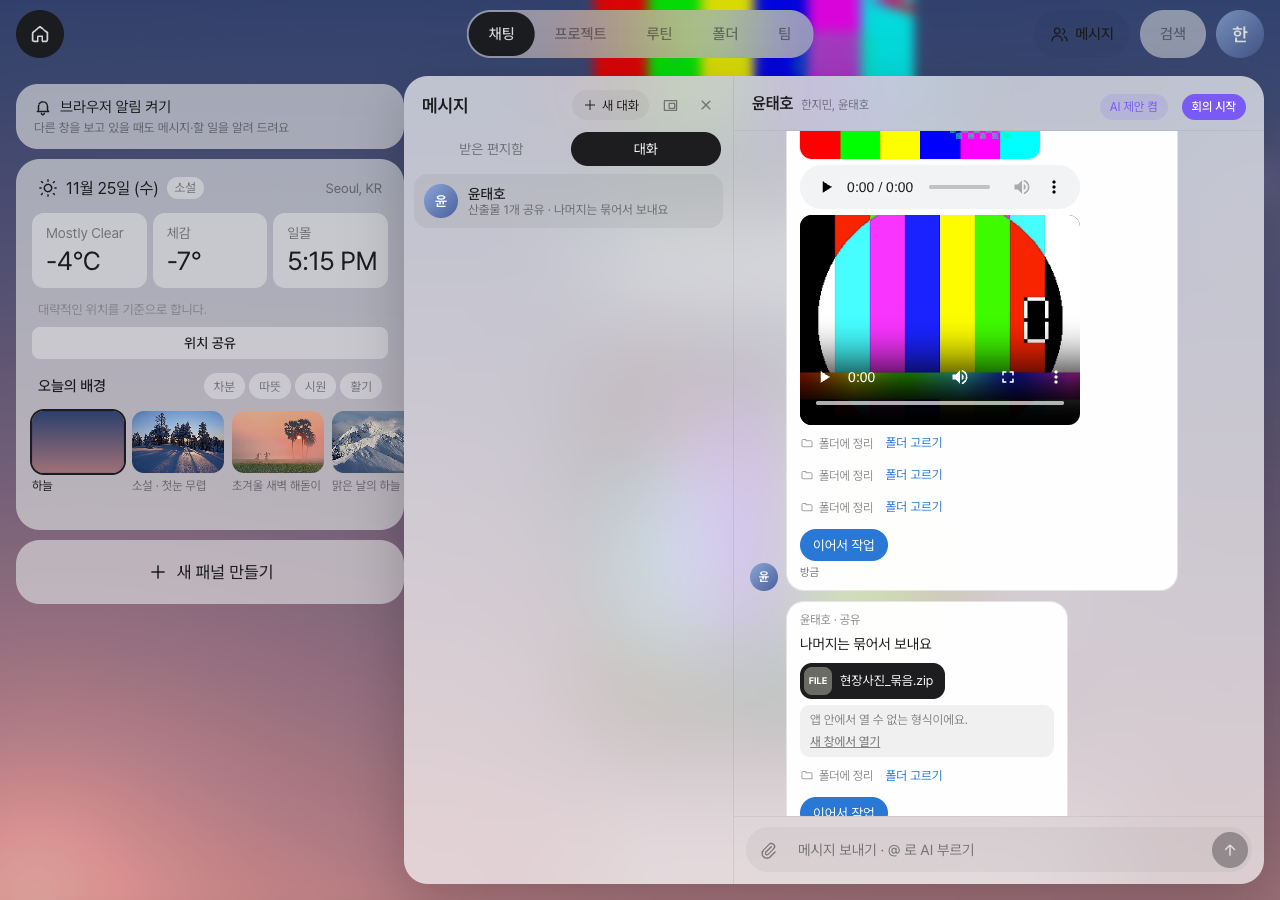 채팅
프로젝트
루틴
폴더
팀
메시지
검색
한
브라우저 알림 켜기
다른 창을 보고 있을 때도 메시지·할 일을 알려 드려요
11월 25일 (수)
소설
Seoul, KR
Mostly Clear
-4°C
체감
-7°
일몰
5:15 PM
대략적인 위치를 기준으로 합니다.
위치 공유
오늘의 배경
차분
따뜻
시원
활기
하늘
소설 · 첫눈 무렵
초겨울 새벽 해돋이
맑은 날의 하늘
새 패널 만들기
메시지
새 대화
받은 편지함
대화
윤
윤태호
산출물 1개 공유 · 나머지는 묶어서 보내요
윤태호
한지민, 윤태호
AI 제안 켬
회의 시작
0:00 / 0:00
0:00
폴더에 정리
폴더 고르기
폴더에 정리
폴더 고르기
폴더에 정리
폴더 고르기
이어서 작업
방금
윤
윤태호 · 공유
나머지는 묶어서 보내요
FILE
현장사진_묶음.zip
앱 안에서 열 수 없는 형식이에요.
새 창에서 열기
폴더에 정리
폴더 고르기
이어서 작업
메시지 보내기 · @ 로 AI 부르기